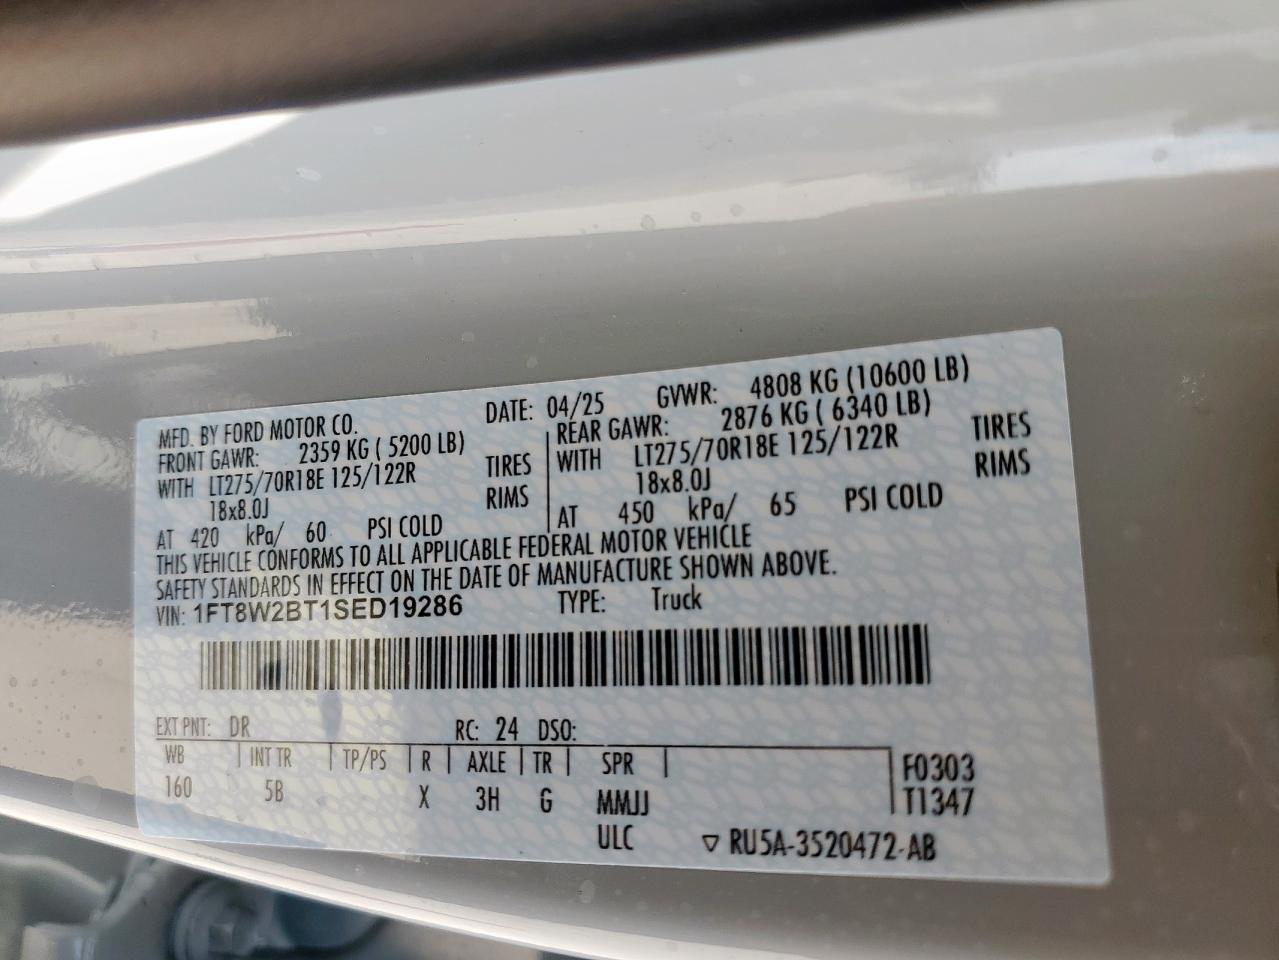 MFD. BY FORD MOTOR CO. DATE: 04/25 GVWR: 4808 KG (10600 LB)
FRONT GAWR: 2359 KG ( 5200 LB) REAR GAWR: 2876 KG ( 6340 LB)
WITH LT275/70R18E 125/122R TIRES WITH LT275/70R18E 125/122R TIRES
18x8.0J RIMS 18x8.0J RIMS
AT 420 kPa/ 60 PSI COLD AT 450 kPa/ 65 PSI COLD
THIS VEHICLE CONFORMS TO ALL APPLICABLE FEDERAL MOTOR VEHICLE
SAFETY STANDARDS IN EFFECT ON THE DATE OF MANUFACTURE SHOWN ABOVE.
VIN: 1FT8W2BT1SED19286 TYPE: Truck
EXT PNT: DR RC: 24 DSO:
WB INT TR TP/PS R AXLE TR SPR F0303
160 5B X 3H G MMJJ T1347
ULC ▽ RU5A-3520472-AB